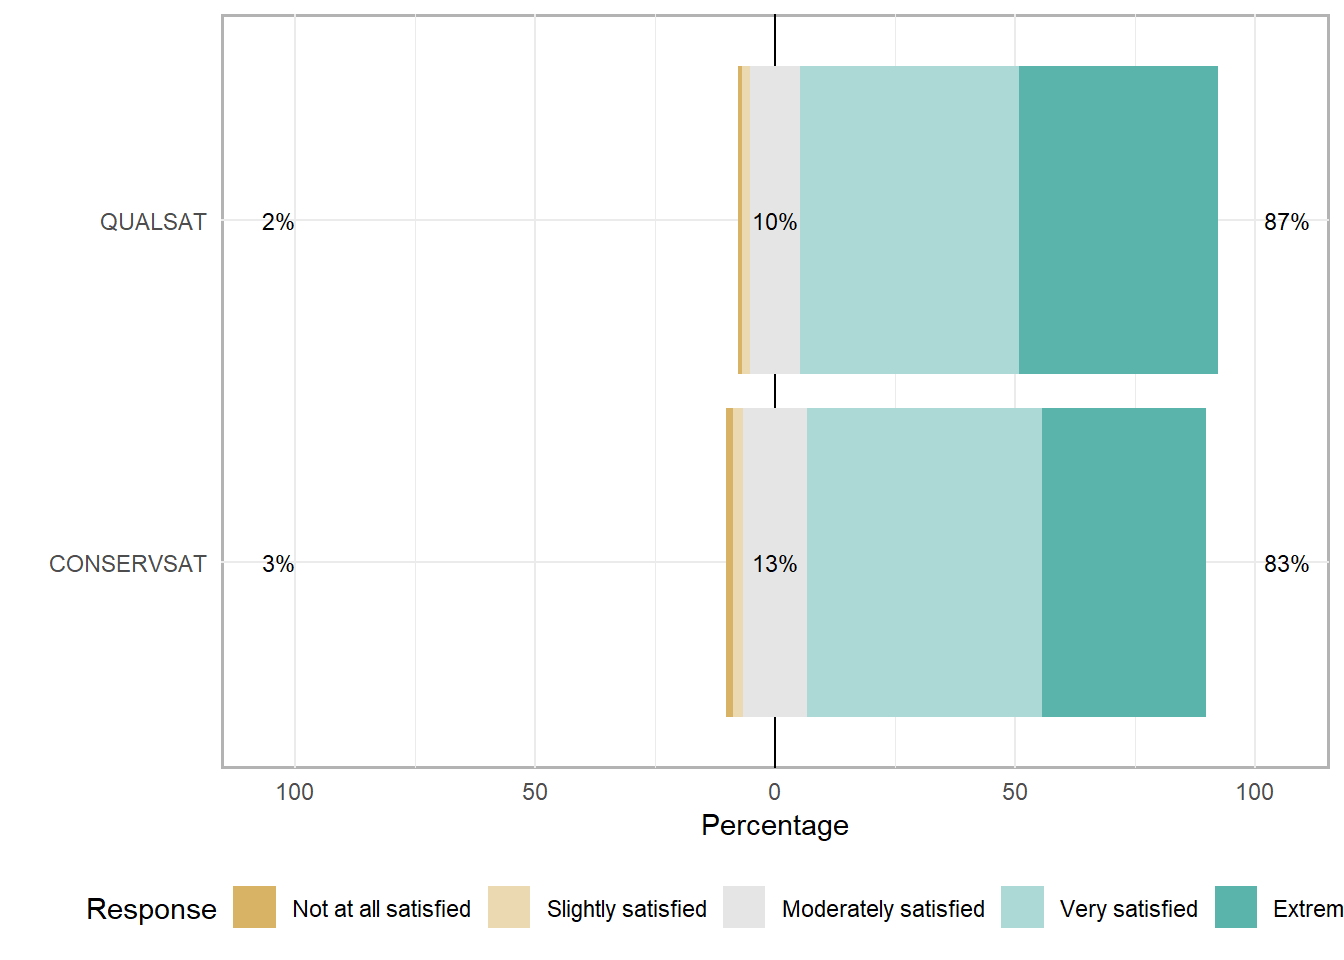 QUALSAT 2% 10% 87%
CONSERVSAT 3% 13% 83%
100 50 0 50 100
Percentage
Response Not at all satisfied Slightly satisfied Moderately satisfied Very satisfied Extrem